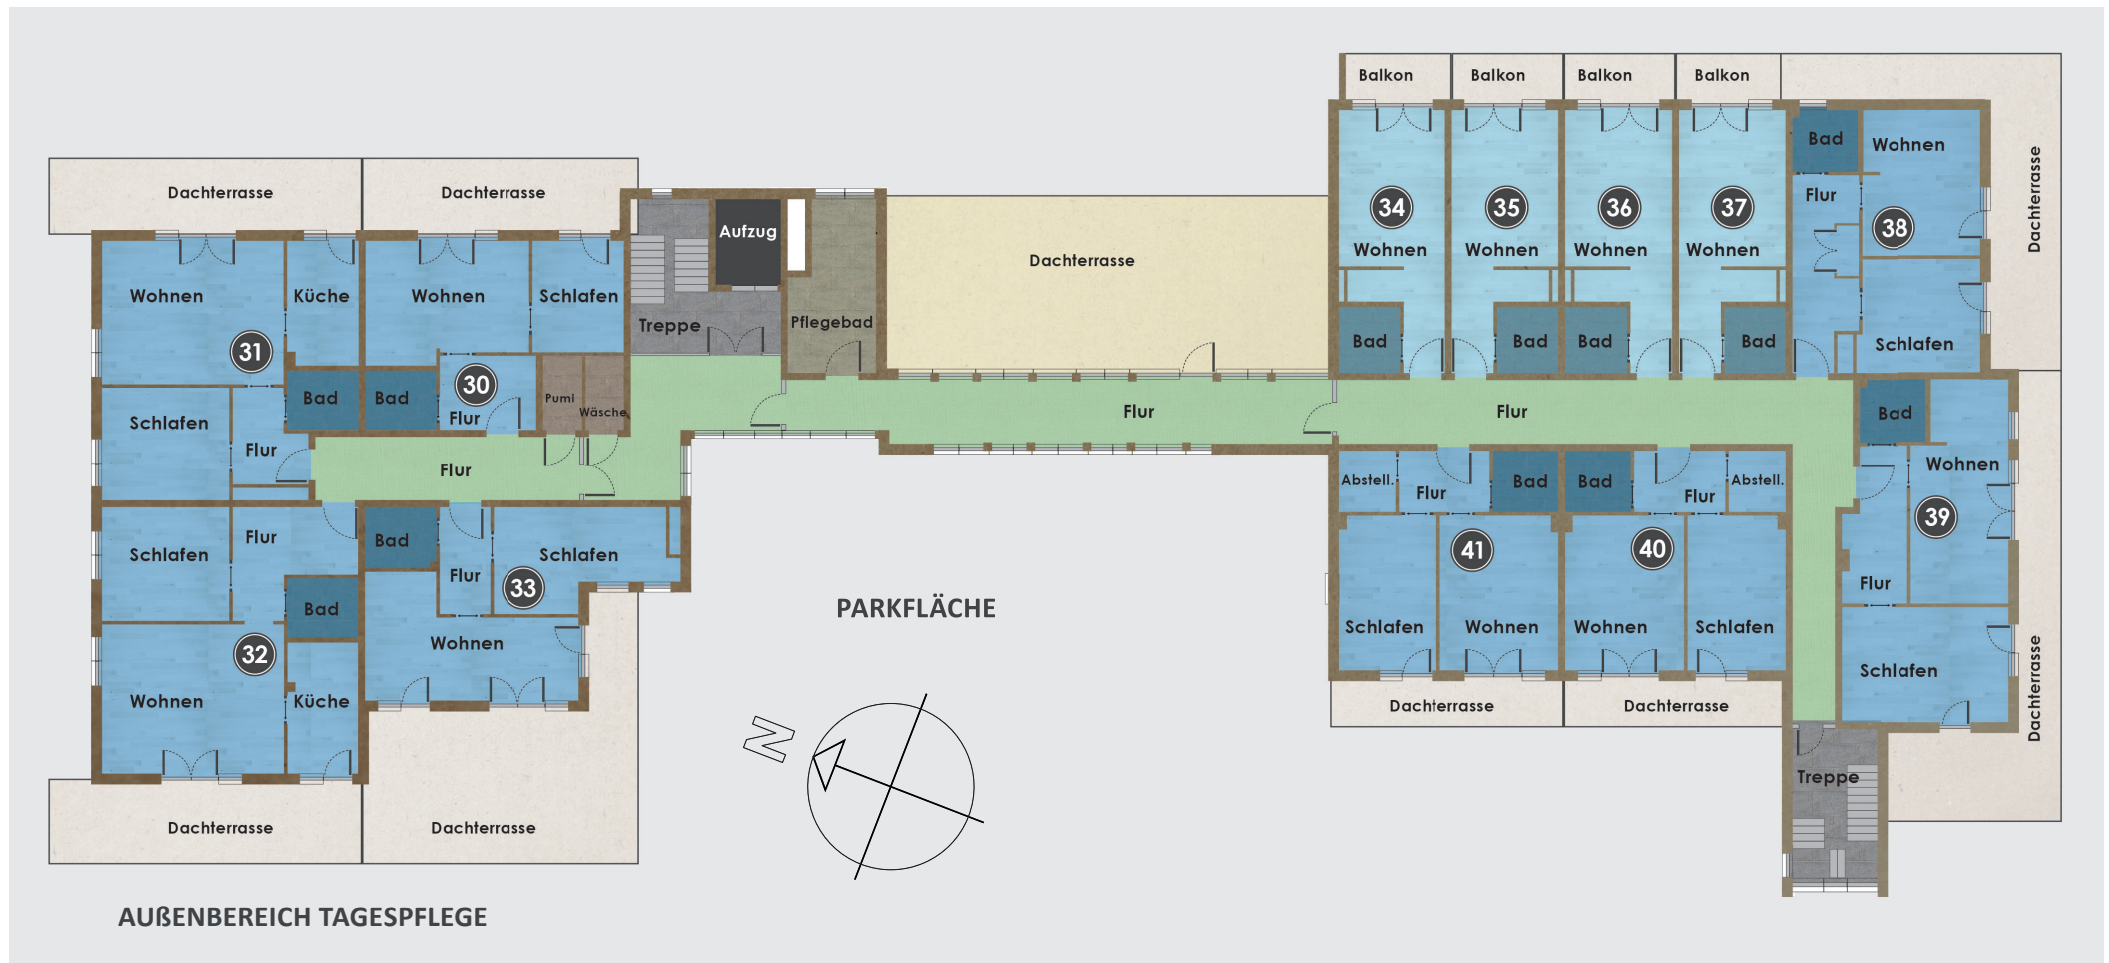 Balkon Balkon Balkon Balkon
Dachterrasse Dachterrasse
Bad
Wohnen
Flur
Dachterrasse
34 35 36 37
38
Wohnen Wohnen Wohnen Wohnen
Aufzug
Dachterrasse
Wohnen Küche Wohnen Schlafen
Treppe
Pflegebad
Bad Bad Bad Bad
Schlafen
31
30
Bad Bad
Flur
Pumi
Wäsche
Schlafen
Flur
Flur
Flur Flur
Bad
Wohnen
39
Flur
Schlafen
Dachterrasse
Abstell. Flur Bad Bad Flur Abstell.
41 40
Schlafen Wohnen Wohnen Schlafen
Dachterrasse Dachterrasse
Treppe
Schlafen
Flur
Bad
Flur
Schlafen
33
Bad
32
Wohnen
Wohnen
Küche
Dachterrasse Dachterrasse
PARKFLÄCHE
N
AUßENBEREICH TAGESPFLEGE